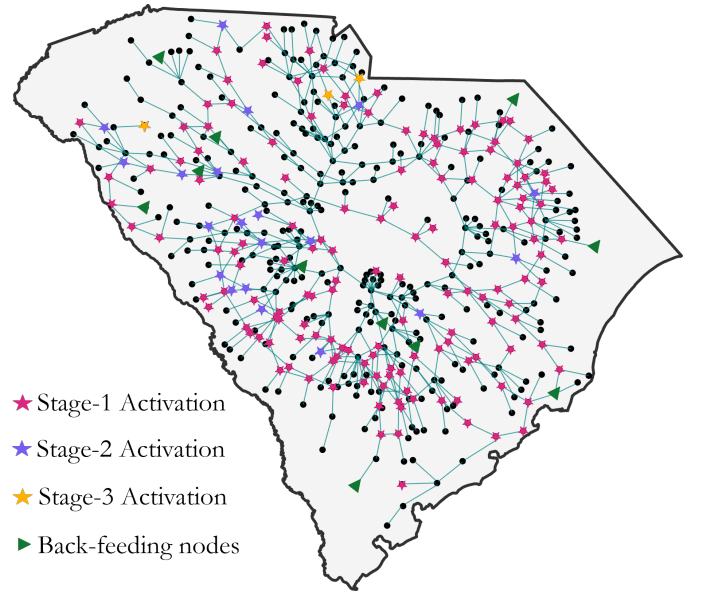 Stage-1 Activation
Stage-2 Activation
Stage-3 Activation
Back-feeding nodes